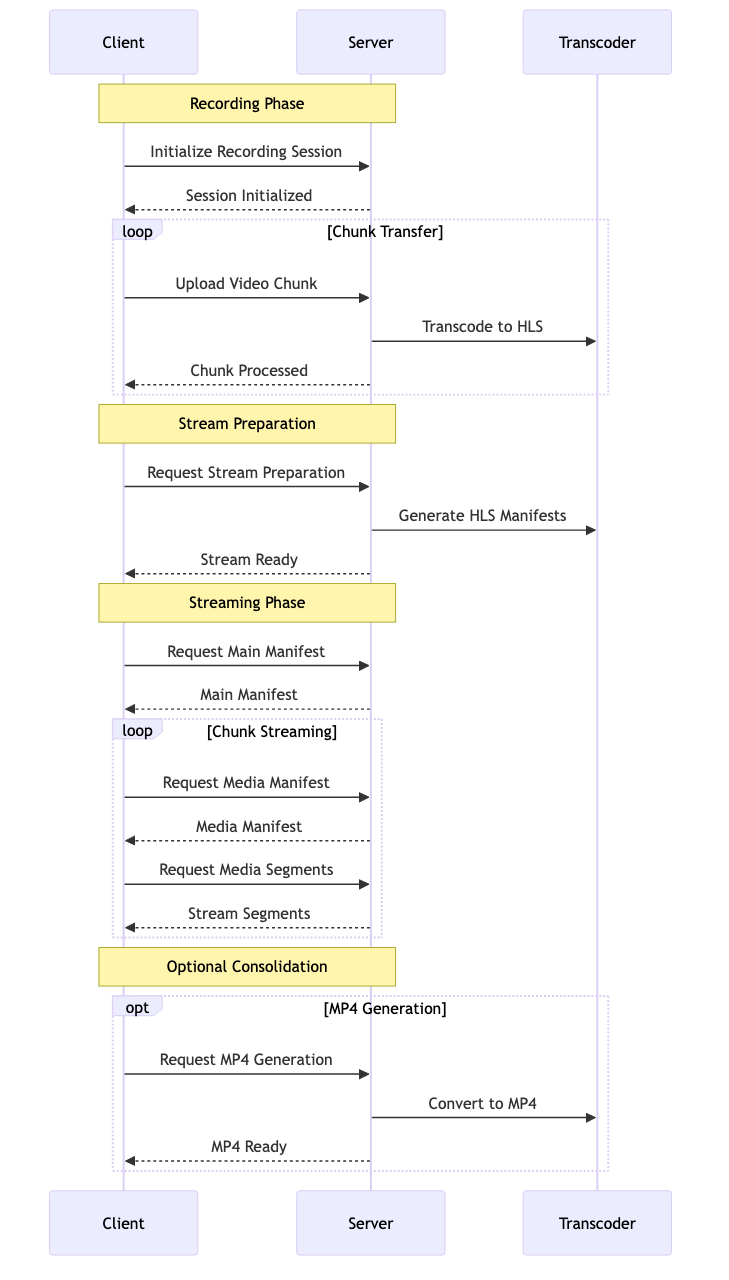 Client
Server
Transcoder
Recording Phase
Initialize Recording Session
Session Initialized
loop
[Chunk Transfer]
Upload Video Chunk
Transcode to HLS
Chunk Processed
Stream Preparation
Request Stream Preparation
Generate HLS Manifests
Stream Ready
Streaming Phase
Request Main Manifest
Main Manifest
loop
[Chunk Streaming]
Request Media Manifest
Media Manifest
Request Media Segments
Stream Segments
Optional Consolidation
opt
[MP4 Generation]
Request MP4 Generation
Convert to MP4
MP4 Ready
Client
Server
Transcoder